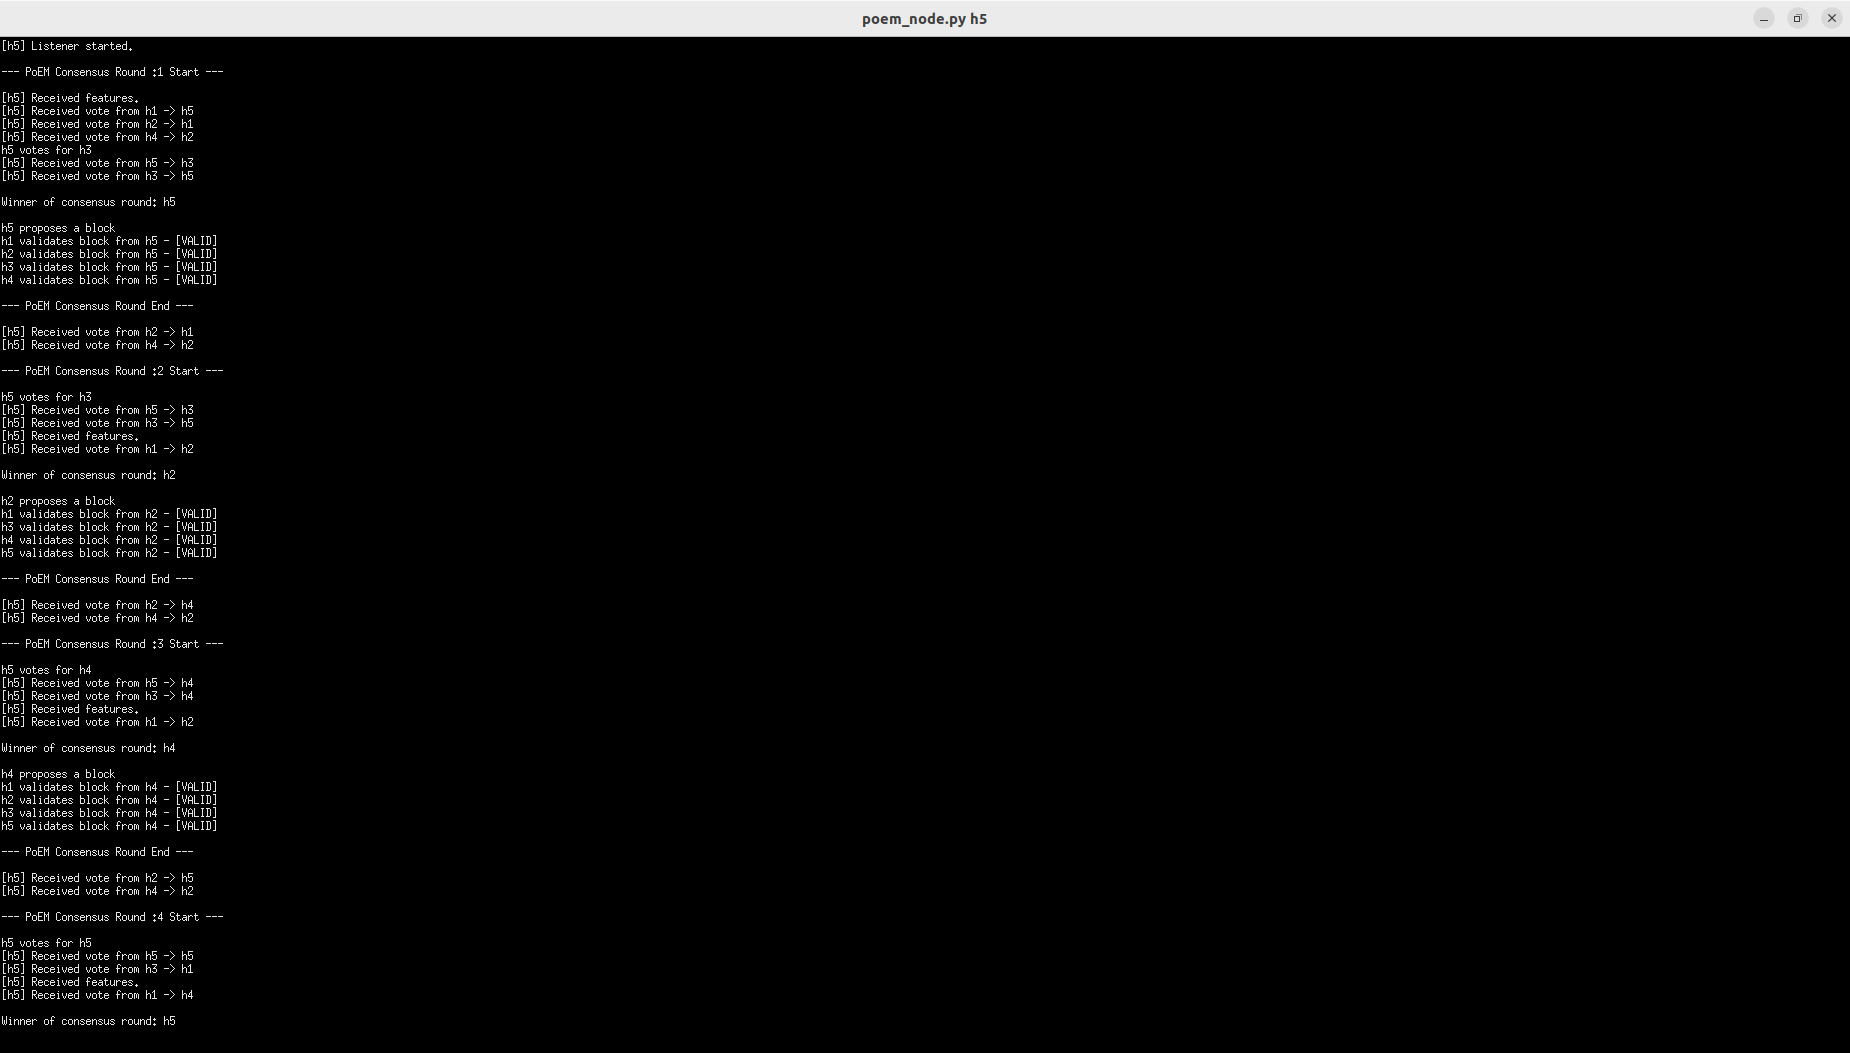 poem_node.py h5
[h5] Listener started.
--- PoEM Consensus Round :1 Start ---
[h5] Received features.
[h5] Received vote from h1 -> h5
[h5] Received vote from h2 -> h1
[h5] Received vote from h4 -> h2
h5 votes for h3
[h5] Received vote from h5 -> h3
[h5] Received vote from h3 -> h5
Winner of consensus round: h5
h5 proposes a block
h1 validates block from h5 - [VALID]
h2 validates block from h5 - [VALID]
h3 validates block from h5 - [VALID]
h4 validates block from h5 - [VALID]
--- PoEM Consensus Round End ---
[h5] Received vote from h2 -> h1
[h5] Received vote from h4 -> h2
--- PoEM Consensus Round :2 Start ---
h5 votes for h3
[h5] Received vote from h5 -> h3
[h5] Received vote from h3 -> h5
[h5] Received features.
[h5] Received vote from h1 -> h2
Winner of consensus round: h2
h2 proposes a block
h1 validates block from h2 - [VALID]
h3 validates block from h2 - [VALID]
h4 validates block from h2 - [VALID]
h5 validates block from h2 - [VALID]
--- PoEM Consensus Round End ---
[h5] Received vote from h2 -> h4
[h5] Received vote from h4 -> h2
--- PoEM Consensus Round :3 Start ---
h5 votes for h4
[h5] Received vote from h5 -> h4
[h5] Received vote from h3 -> h4
[h5] Received features.
[h5] Received vote from h1 -> h2
Winner of consensus round: h4
h4 proposes a block
h1 validates block from h4 - [VALID]
h2 validates block from h4 - [VALID]
h3 validates block from h4 - [VALID]
h5 validates block from h4 - [VALID]
--- PoEM Consensus Round End ---
[h5] Received vote from h2 -> h5
[h5] Received vote from h4 -> h2
--- PoEM Consensus Round :4 Start ---
h5 votes for h5
[h5] Received vote from h5 -> h5
[h5] Received vote from h3 -> h1
[h5] Received features.
[h5] Received vote from h1 -> h4
Winner of consensus round: h5